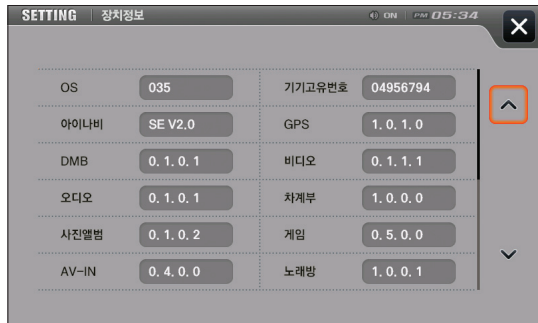 SETTING 장치정보 ON PM 05:34
OS 035 기기고유번호 04956794
아이나비 SE V2.0 GPS 1. 0. 1. 0
DMB 0. 1. 0. 1 비디오 0. 1. 1. 1
오디오 0. 1. 0. 1 차계부 1. 0. 0. 0
사진앨범 0. 1. 0. 2 게임 0. 5. 0. 0
AV-IN 0. 4. 0. 0 노래방 1. 0. 0. 1